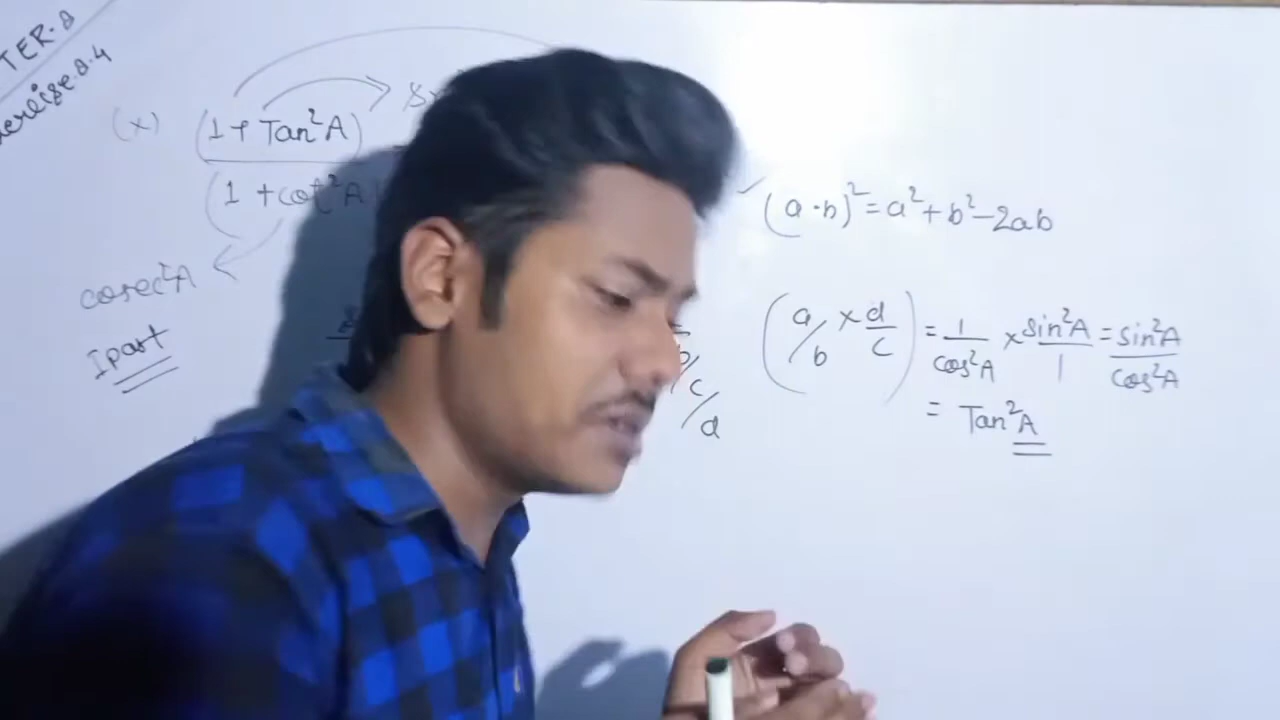 TER-8
ercise.8.4
(x) (1+ Tan²A)
(1 + cot²A
cosec²A
I part
(a - b)² = a² + b² - 2ab
(a/b × d/c) = 1/cos²A × sin²A/1 = sin²A/cos²A
c/d
= Tan²A